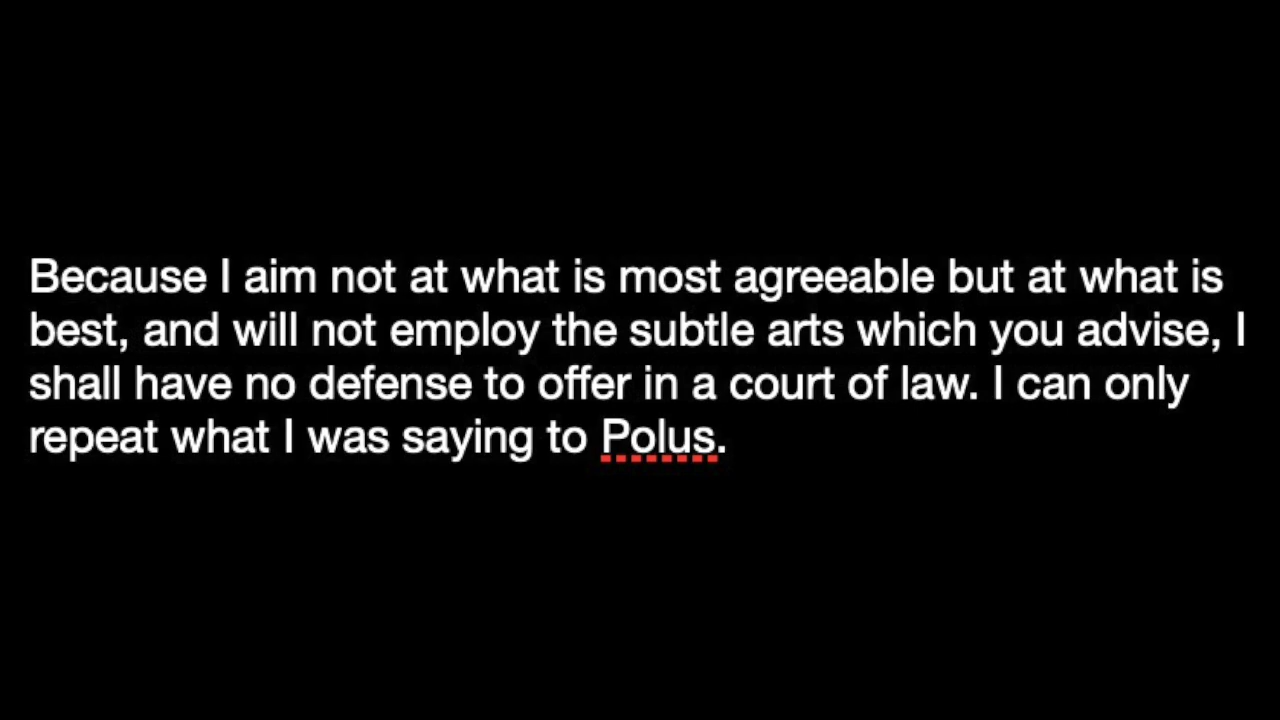 Because I aim not at what is most agreeable but at what is
best, and will not employ the subtle arts which you advise, I
shall have no defense to offer in a court of law. I can only
repeat what I was saying to Polus.